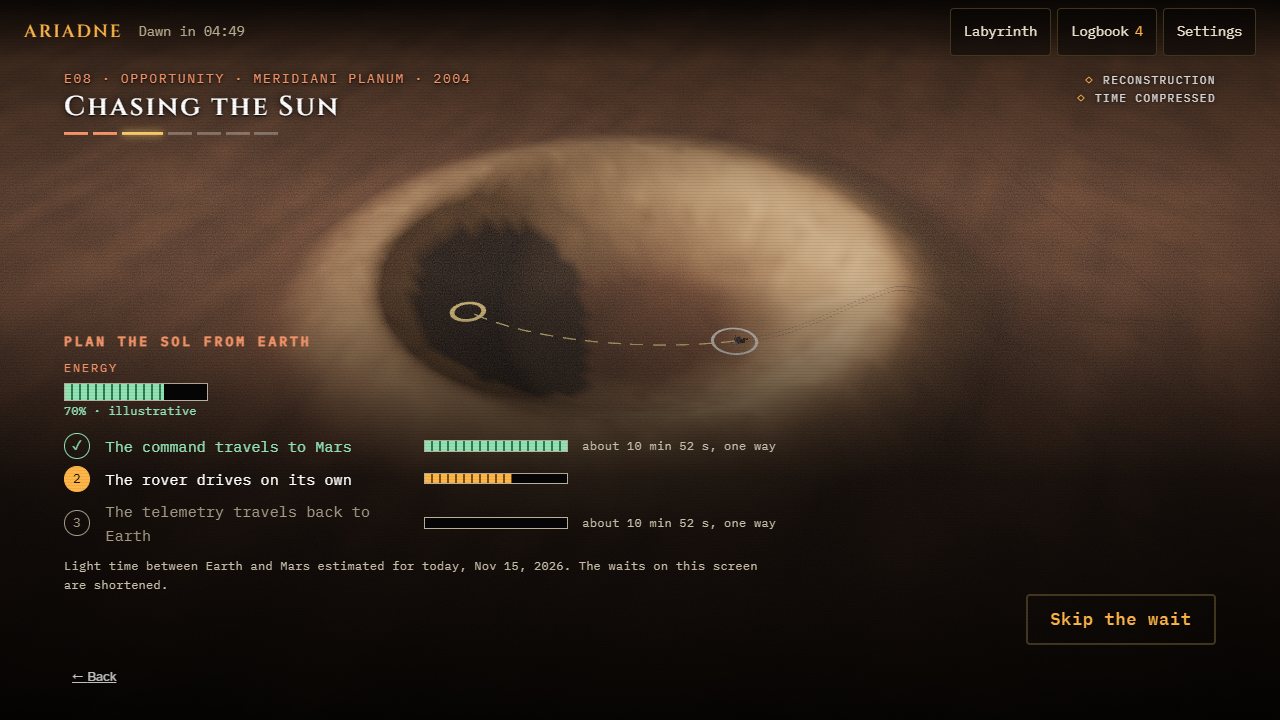 ARIADNE Dawn in 04:49
Labyrinth Logbook 4 Settings
E08 · OPPORTUNITY · MERIDIANI PLANUM · 2004
Chasing the Sun
RECONSTRUCTION
TIME COMPRESSED
PLAN THE SOL FROM EARTH
ENERGY
70% · illustrative
✓ The command travels to Mars about 10 min 52 s, one way
2 The rover drives on its own
3 The telemetry travels back to
Earth
about 10 min 52 s, one way
Light time between Earth and Mars estimated for today, Nov 15, 2026. The waits on this screen
are shortened.
Skip the wait
← Back